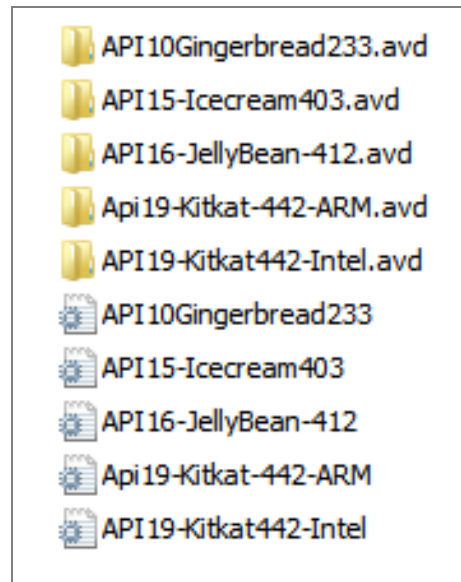 API10Gingerbread233.avd
API15-Icecream403.avd
API16-JellyBean-412.avd
Api19-Kitkat-442-ARM.avd
API19-Kitkat442-Intel.avd
API10Gingerbread233
API15-Icecream403
API16-JellyBean-412
Api19-Kitkat-442-ARM
API19-Kitkat442-Intel